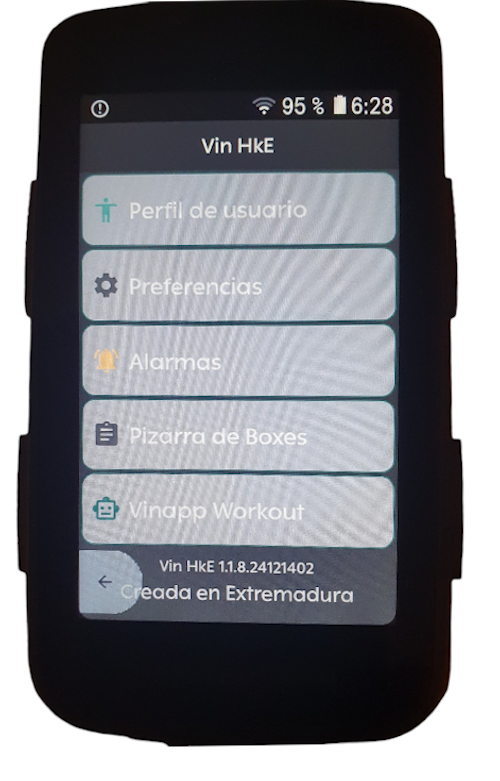 95 % 6:28
Vin HkE
Perfil de usuario
Preferencias
Alarmas
Pizarra de Boxes
Vinapp Workout
Vin HkE 1.1.8.24121402
Creada en Extremadura